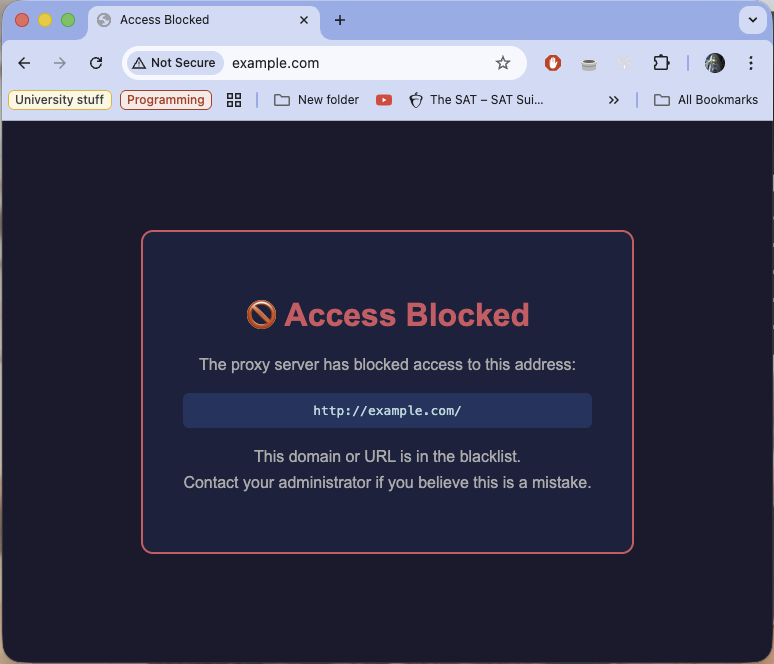 Access Blocked
Not Secure
example.com
University stuff
Programming
New folder
The SAT – SAT Sui...
All Bookmarks
Access Blocked
The proxy server has blocked access to this address:
http://example.com/
This domain or URL is in the blacklist.
Contact your administrator if you believe this is a mistake.